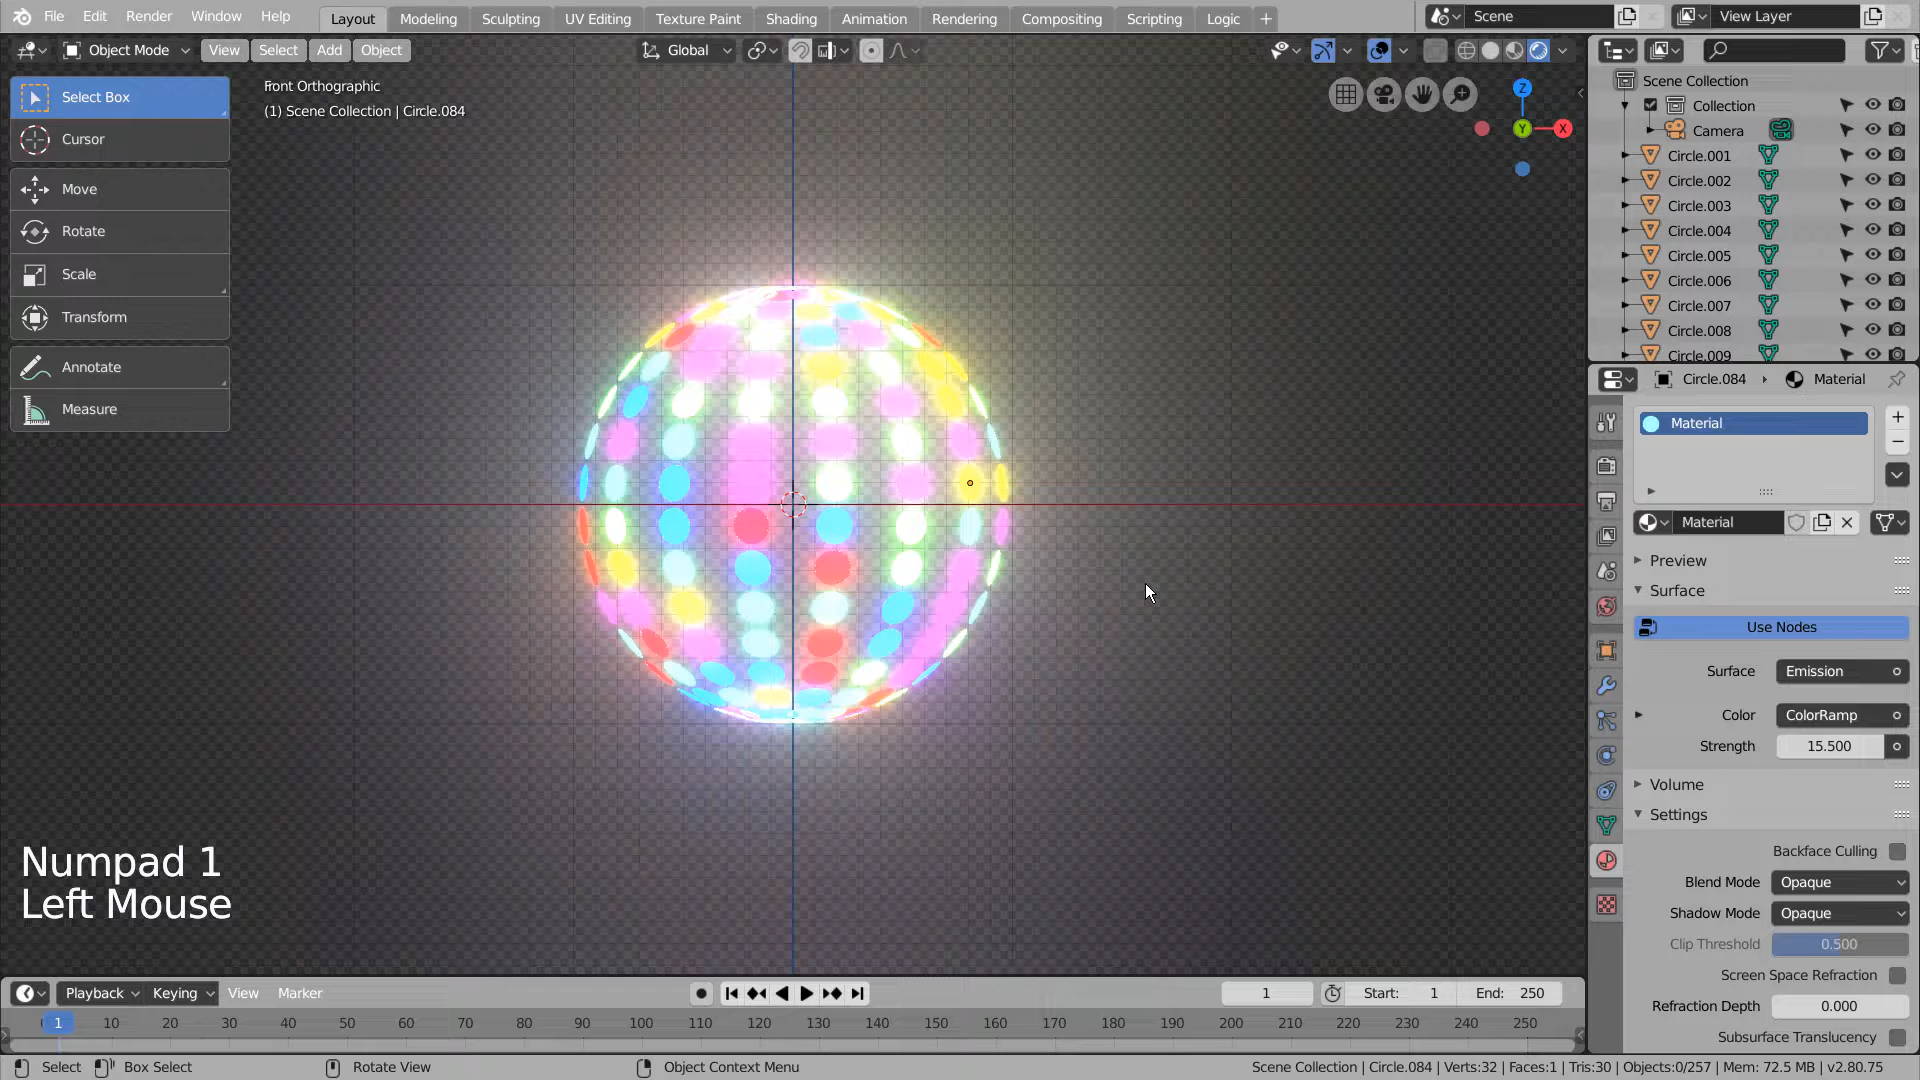 File Edit Render Window Help Layout Modeling Sculpting UV Editing Texture Paint Shading Animation Rendering Compositing Scripting Logic + Scene View Layer
Object Mode View Select Add Object Global
Front Orthographic
(1) Scene Collection | Circle.084
Select Box
Cursor
Move
Rotate
Scale
Transform
Annotate
Measure
Z
Y
X
Scene Collection
Collection
Camera
Circle.001
Circle.002
Circle.003
Circle.004
Circle.005
Circle.006
Circle.007
Circle.008
Circle.009
Circle.084 Material
Material
Material
Preview
Surface
Use Nodes
Surface Emission
Color ColorRamp
Strength 15.500
Volume
Settings
Backface Culling
Blend Mode Opaque
Shadow Mode Opaque
Clip Threshold 0.500
Screen Space Refraction
Refraction Depth 0.000
Subsurface Translucency
Numpad 1
Left Mouse
Playback Keying View Marker 1 Start: 1 End: 250
1 10 20 30 40 50 60 70 80 90 100 110 120 130 140 150 160 170 180 190 200 210 220 230 240 250
Select Box Select Rotate View Object Context Menu Scene Collection | Circle.084 | Verts:32 | Faces:1 | Tris:30 | Objects:0/257 | Mem: 72.5 MB | v2.80.75